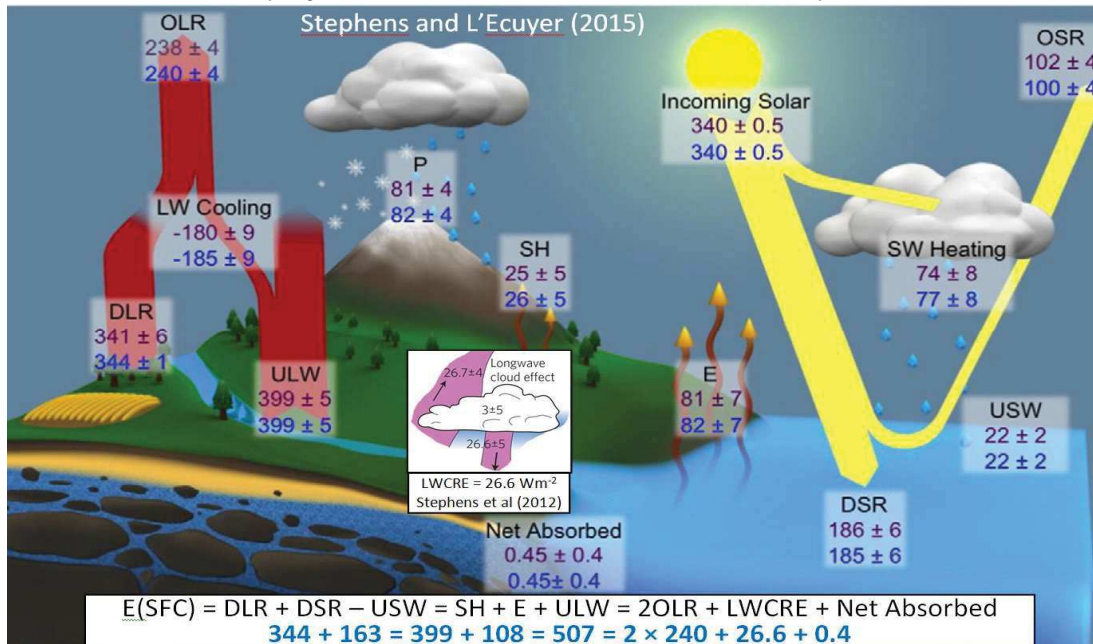 Stephens and L'Ecuyer (2015)
OLR
238 ± 4
240 ± 4
OSR
102 ± 4
100 ± 4
Incoming Solar
340 ± 0.5
340 ± 0.5
P
81 ± 4
82 ± 4
LW Cooling
-180 ± 9
-185 ± 9
SH
25 ± 5
26 ± 5
SW Heating
74 ± 8
77 ± 8
DLR
341 ± 6
344 ± 1
ULW
399 ± 5
399 ± 5
26.7±4
Longwave
cloud effect
3±5
26.6±5
LWCRE = 26.6 Wm-2
Stephens et al (2012)
E
81 ± 7
82 ± 7
USW
22 ± 2
22 ± 2
DSR
186 ± 6
185 ± 6
Net Absorbed
0.45 ± 0.4
0.45± 0.4
E(SFC) = DLR + DSR – USW = SH + E + ULW = 2OLR + LWCRE + Net Absorbed
344 + 163 = 399 + 108 = 507 = 2 × 240 + 26.6 + 0.4